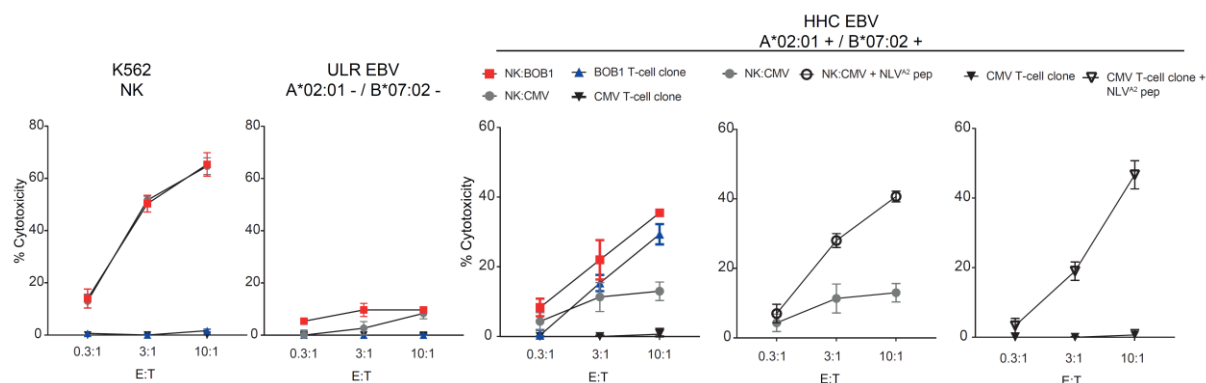 HHC EBV
A*02:01 + / B*07:02 +
K562
NK
ULR EBV
A*02:01 - / B*07:02 -
NK:BOB1
BOB1 T-cell clone
NK:CMV
CMV T-cell clone
NK:CMV
NK:CMV + NLVᴬ² pep
CMV T-cell clone
CMV T-cell clone +
NLVᴬ² pep
% Cytotoxicity
80
60
40
20
0
0.3:1
3:1
10:1
E:T
80
60
40
20
0
0.3:1
3:1
10:1
E:T
% Cytotoxicity
60
40
20
0
0.3:1
3:1
10:1
E:T
60
40
20
0
0.3:1
3:1
10:1
E:T
60
40
20
0
0.3:1
3:1
10:1
E:T